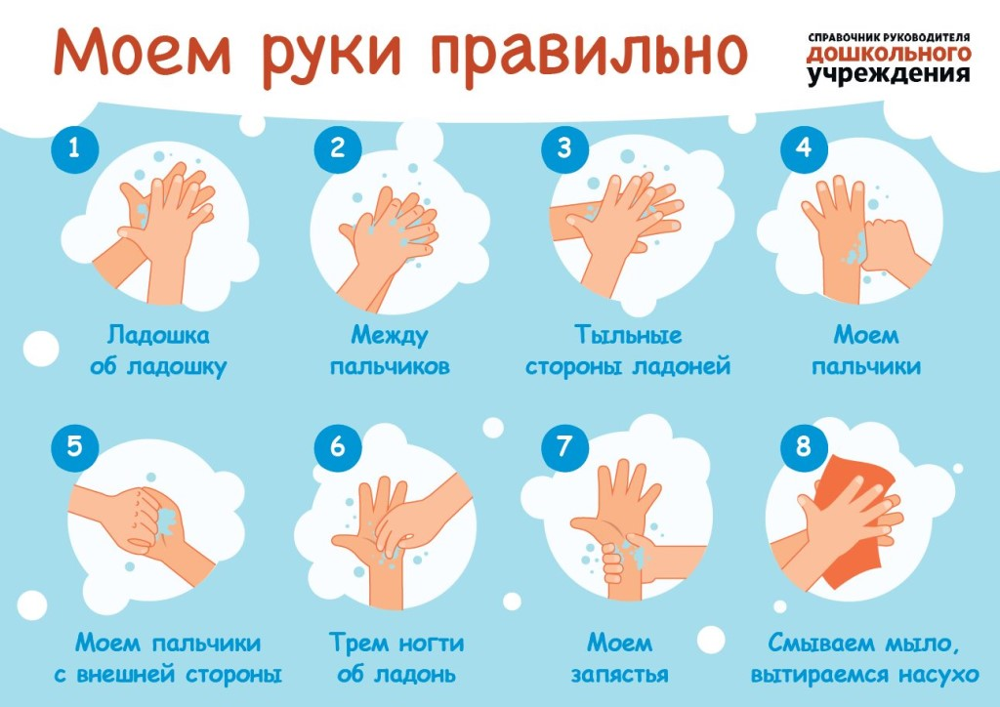 Моем руки правильно
СПРАВОЧНИК РУКОВОДИТЕЛЯ
ДОШКОЛЬНОГО
учреждения
1
Ладошка
об ладошку
2
Между
пальчиков
3
Тыльные
стороны ладоней
4
Моем
пальчики
5
Моем пальчики
с внешней стороны
6
Трем ногти
об ладонь
7
Моем
запястья
8
Смываем мыло,
вытираемся насухо